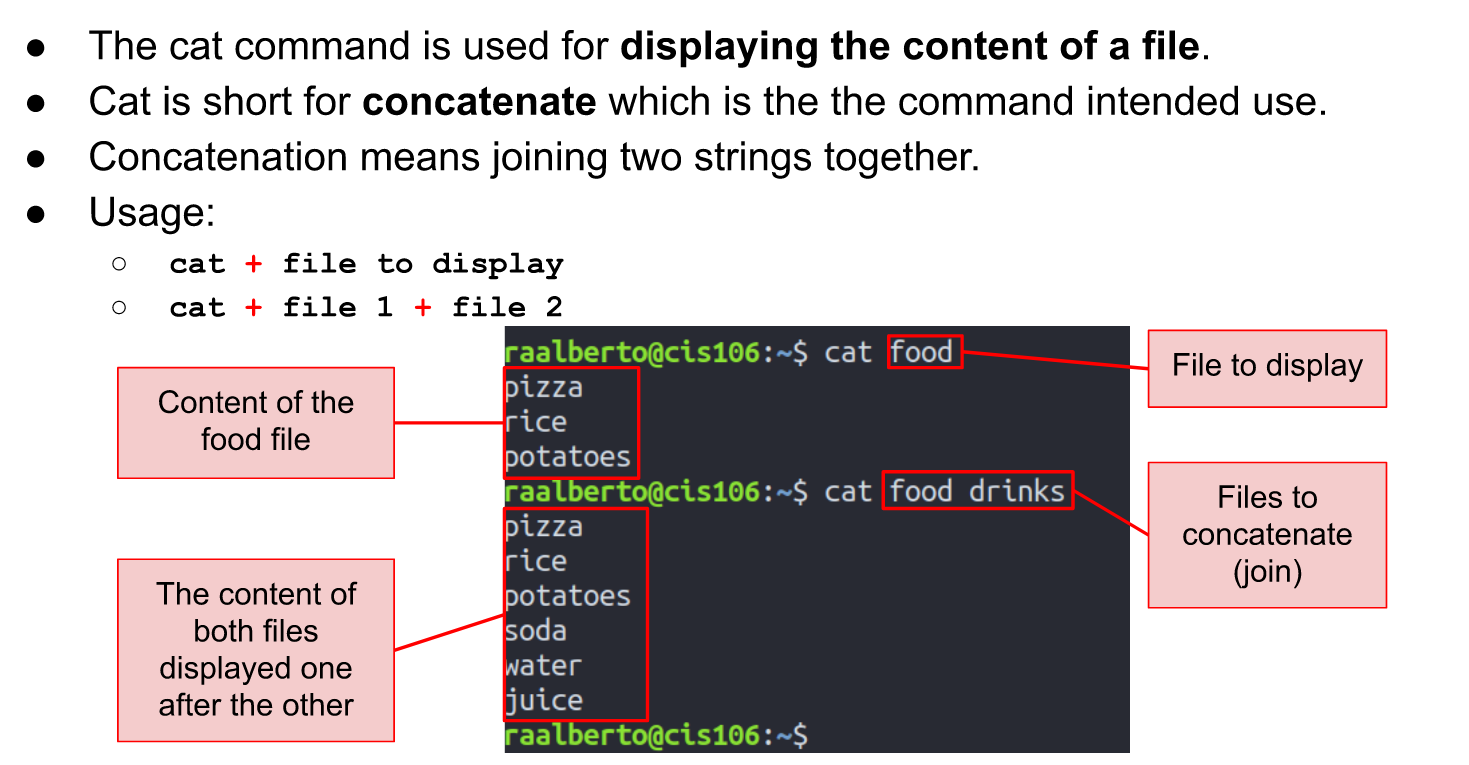 ● The cat command is used for displaying the content of a file.
● Cat is short for concatenate which is the the command intended use.
● Concatenation means joining two strings together.
● Usage:
○ cat + file to display
○ cat + file 1 + file 2
Content of the
food file
The content of
both files
displayed one
after the other
raalberto@cis106:~$ cat food
pizza
rice
potatoes
raalberto@cis106:~$ cat food drinks
pizza
rice
potatoes
soda
water
juice
raalberto@cis106:~$
File to display
Files to
concatenate
(join)